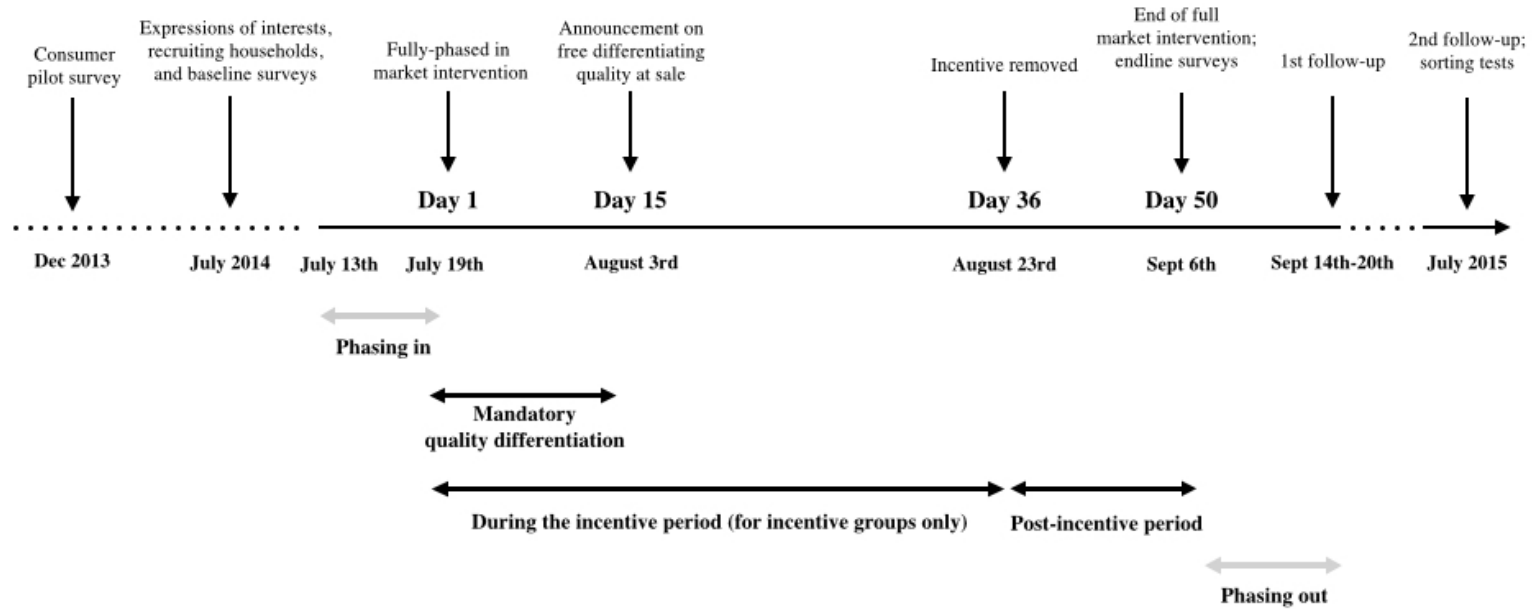 Consumer
pilot survey
Expressions of interests,
recruiting households,
and baseline surveys
Fully-phased in
market intervention
Announcement on
free differentiating
quality at sale
Incentive removed
End of full
market intervention;
endline surveys
1st follow-up
2nd follow-up;
sorting tests
Day 1
Day 15
Day 36
Day 50
Dec 2013
July 2014
July 13th
July 19th
August 3rd
August 23rd
Sept 6th
Sept 14th-20th
July 2015
Phasing in
Mandatory
quality differentiation
During the incentive period (for incentive groups only)
Post-incentive period
Phasing out